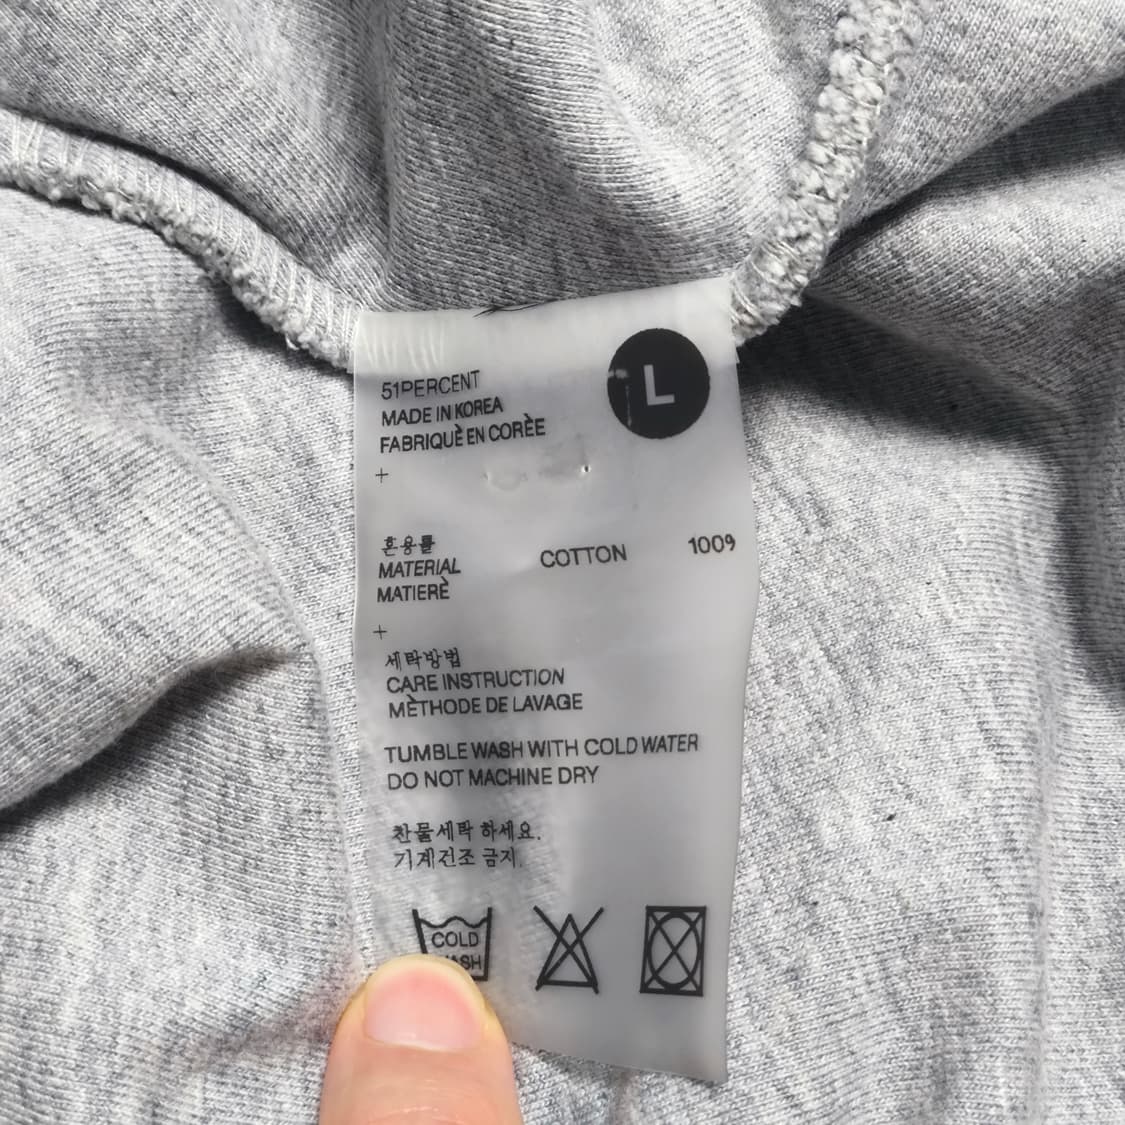 L
51PERCENT
MADE IN KOREA
FABRIQUÈ EN CORÈE
+
혼용률
MATERIAL COTTON 100%
MATIERÈ
+
세탁방법
CARE INSTRUCTION
MÈTHODE DE LAVAGE
TUMBLE WASH WITH COLD WATER
DO NOT MACHINE DRY
찬물세탁 하세요.
기계건조 금지.
COLD